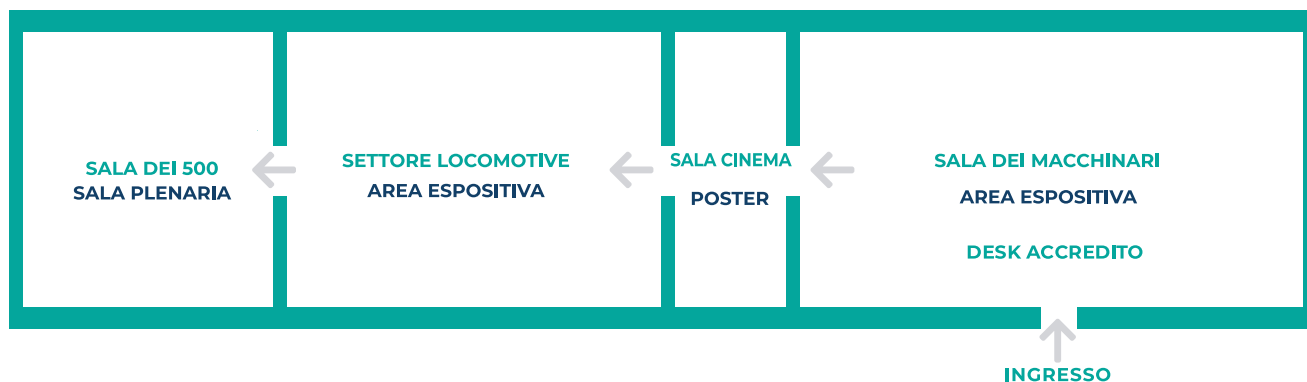 SALA DEI 500
SALA PLENARIA
SETTORE LOCOMOTIVE
AREA ESPOSITIVA
SALA CINEMA
POSTER
SALA DEI MACCHINARI
AREA ESPOSITIVA
DESK ACCREDITO
INGRESSO